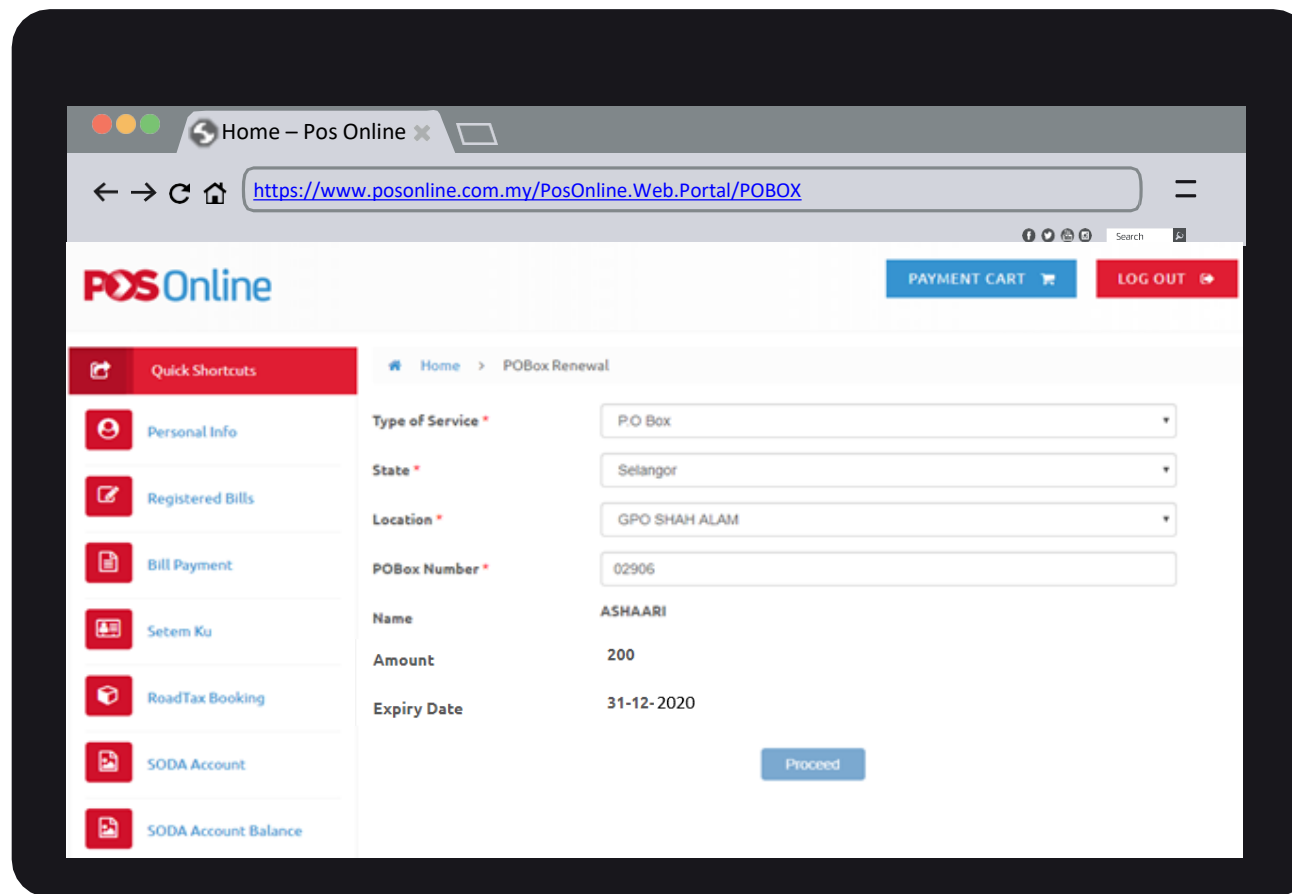 Home – Pos Online
https://www.posonline.com.my/PosOnline.Web.Portal/POBOX
Search
POS Online
PAYMENT CART
LOG OUT
Quick Shortcuts
Home > POBox Renewal
Personal Info
Registered Bills
Bill Payment
Setem Ku
RoadTax Booking
SODA Account
SODA Account Balance
Type of Service * P.O Box
State * Selangor
Location * GPO SHAH ALAM
POBox Number * 02906
Name ASHAARI
Amount 200
Expiry Date 31-12-2020
Proceed